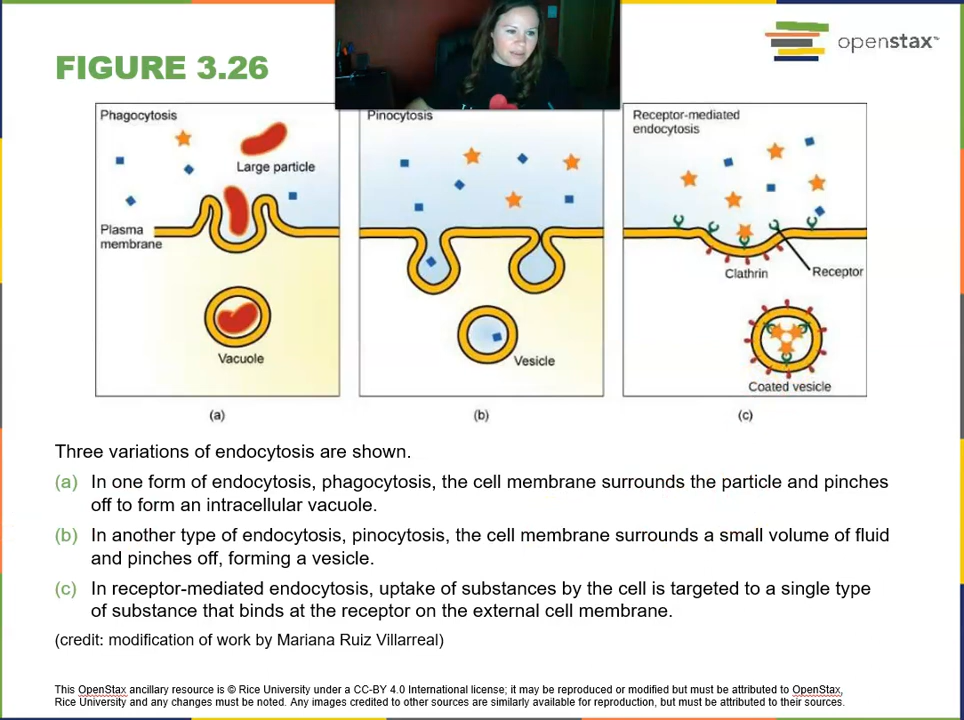 openstax™
FIGURE 3.26
Phagocytosis
Large particle
Plasma
membrane
Vacuole
(a)
Pinocytosis
Vesicle
(b)
Receptor-mediated
endocytosis
Clathrin
Receptor
Coated vesicle
(c)
Three variations of endocytosis are shown.
(a) In one form of endocytosis, phagocytosis, the cell membrane surrounds the particle and pinches
off to form an intracellular vacuole.
(b) In another type of endocytosis, pinocytosis, the cell membrane surrounds a small volume of fluid
and pinches off, forming a vesicle.
(c) In receptor-mediated endocytosis, uptake of substances by the cell is targeted to a single type
of substance that binds at the receptor on the external cell membrane.
(credit: modification of work by Mariana Ruiz Villarreal)
This OpenStax ancillary resource is © Rice University under a CC-BY 4.0 International license; it may be reproduced or modified but must be attributed to OpenStax,
Rice University and any changes must be noted. Any images credited to other sources are similarly available for reproduction, but must be attributed to their sources.